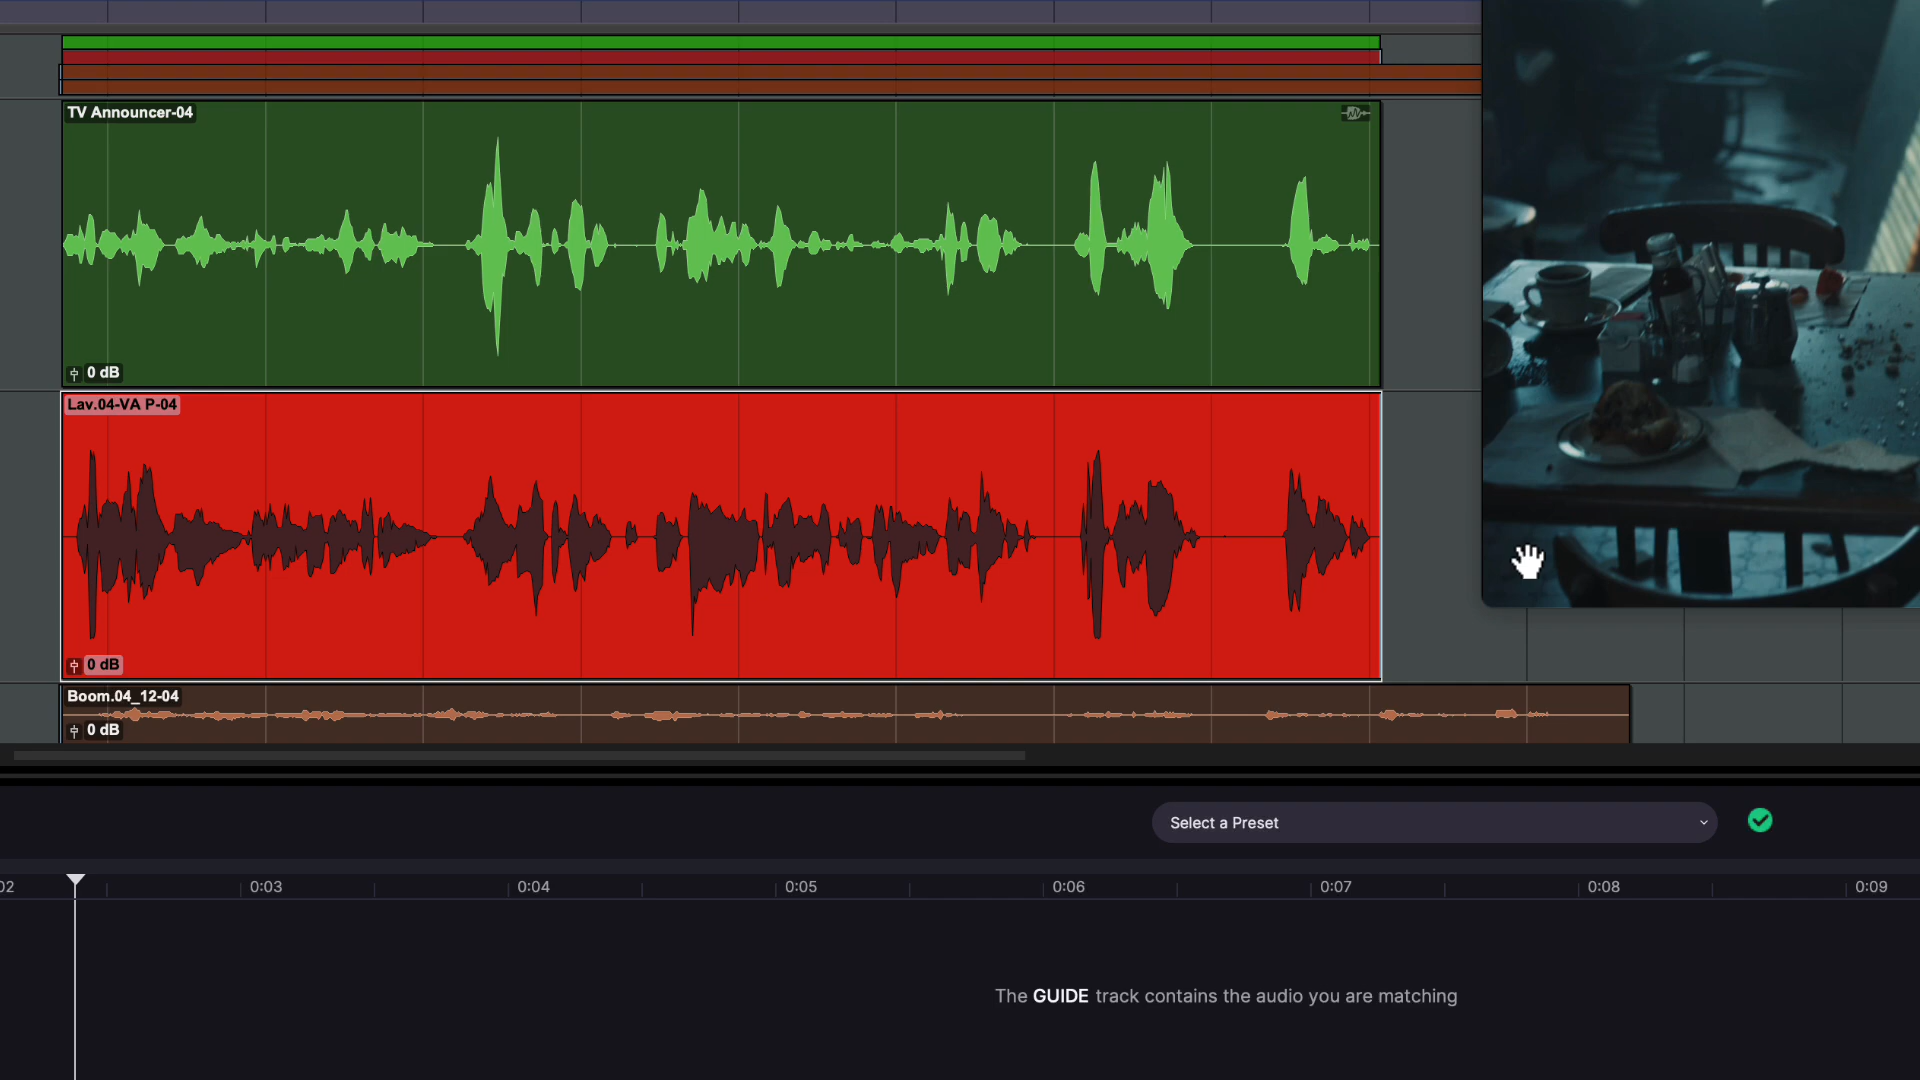 TV Announcer-04
0 dB
Lav.04-VA P-04
0 dB
Boom.04_12-04
0 dB
Select a Preset
02 0:03 0:04 0:05 0:06 0:07 0:08 0:09
The GUIDE track contains the audio you are matching